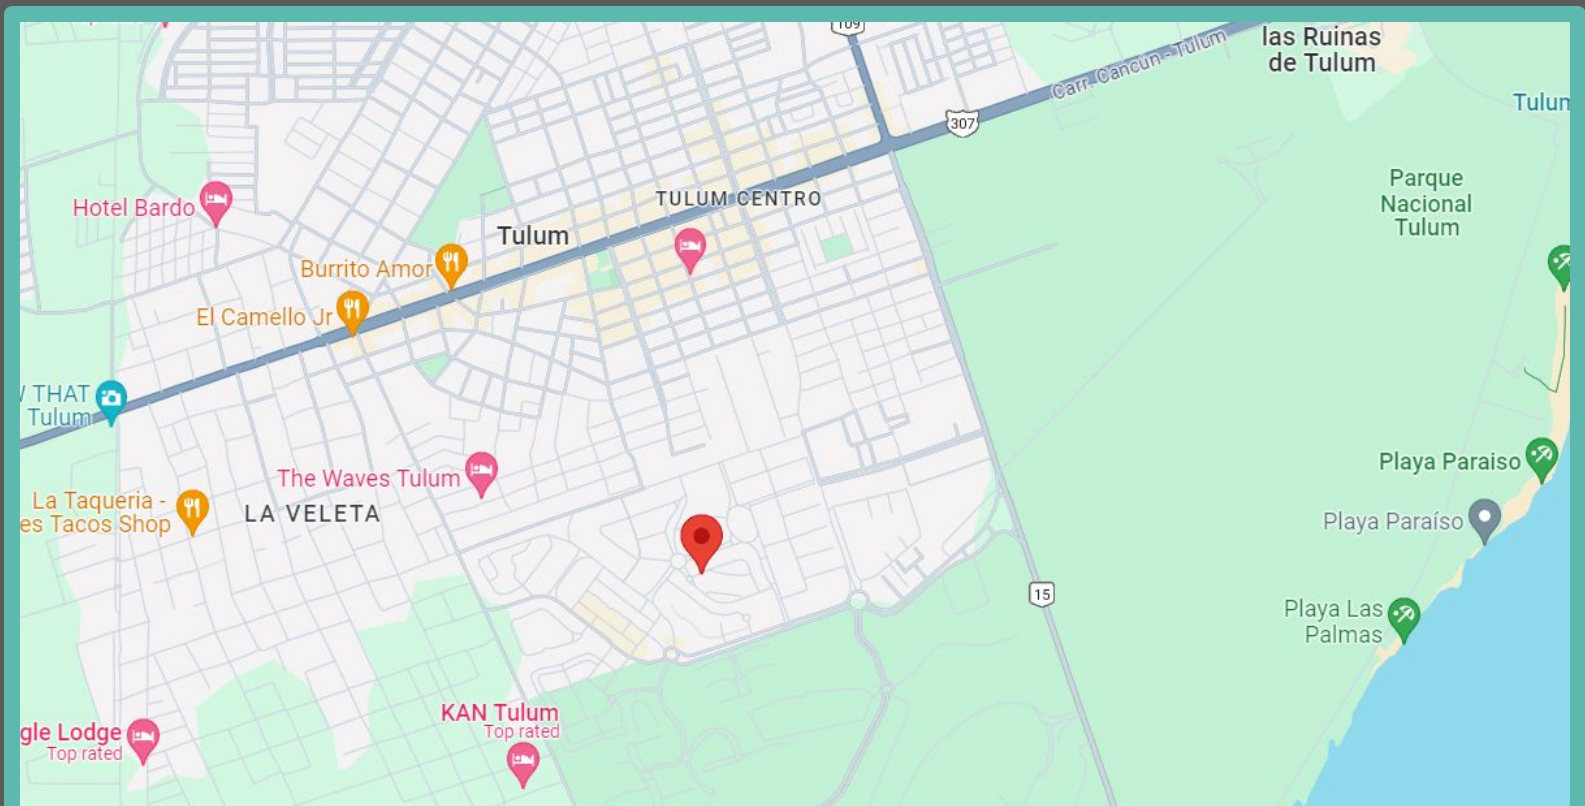 109
las Ruinas
de Tulum
Carr. Cancún - Tulum
307
Tulum
Parque
Nacional
Tulum
TULUM CENTRO
Hotel Bardo
Tulum
Burrito Amor
El Camello Jr
THAT
Tulum
Playa Paraiso
The Waves Tulum
La Taqueria -
es Tacos Shop
LA VELETA
Playa Paraíso
15
Playa Las
Palmas
KAN Tulum
Top rated
gle Lodge
Top rated